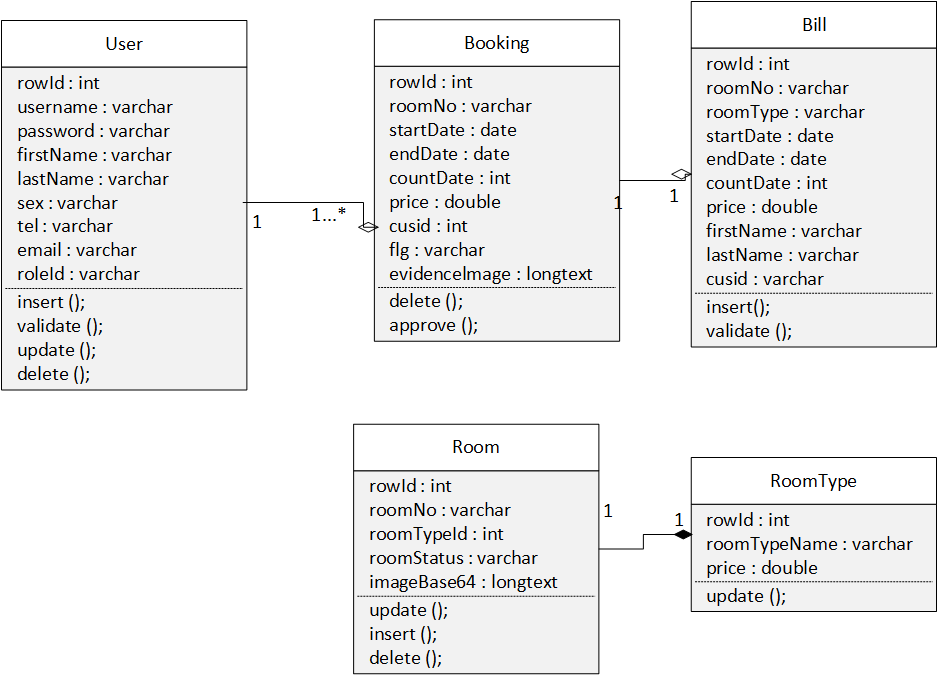 User
rowId : int
username : varchar
password : varchar
firstName : varchar
lastName : varchar
sex : varchar
tel : varchar
email : varchar
roleId : varchar
insert ();
validate ();
update ();
delete ();
1
1...*
Booking
rowId : int
roomNo : varchar
startDate : date
endDate : date
countDate : int
price : double
cusid : int
flg : varchar
evidenceImage : longtext
delete ();
approve ();
1
1
Bill
rowId : int
roomNo : varchar
roomType : varchar
startDate : date
endDate : date
countDate : int
price : double
firstName : varchar
lastName : varchar
cusid : varchar
insert();
validate ();
Room
rowId : int
roomNo : varchar
roomTypeId : int
roomStatus : varchar
imageBase64 : longtext
update ();
insert ();
delete ();
1
1
RoomType
rowId : int
roomTypeName : varchar
price : double
update ();